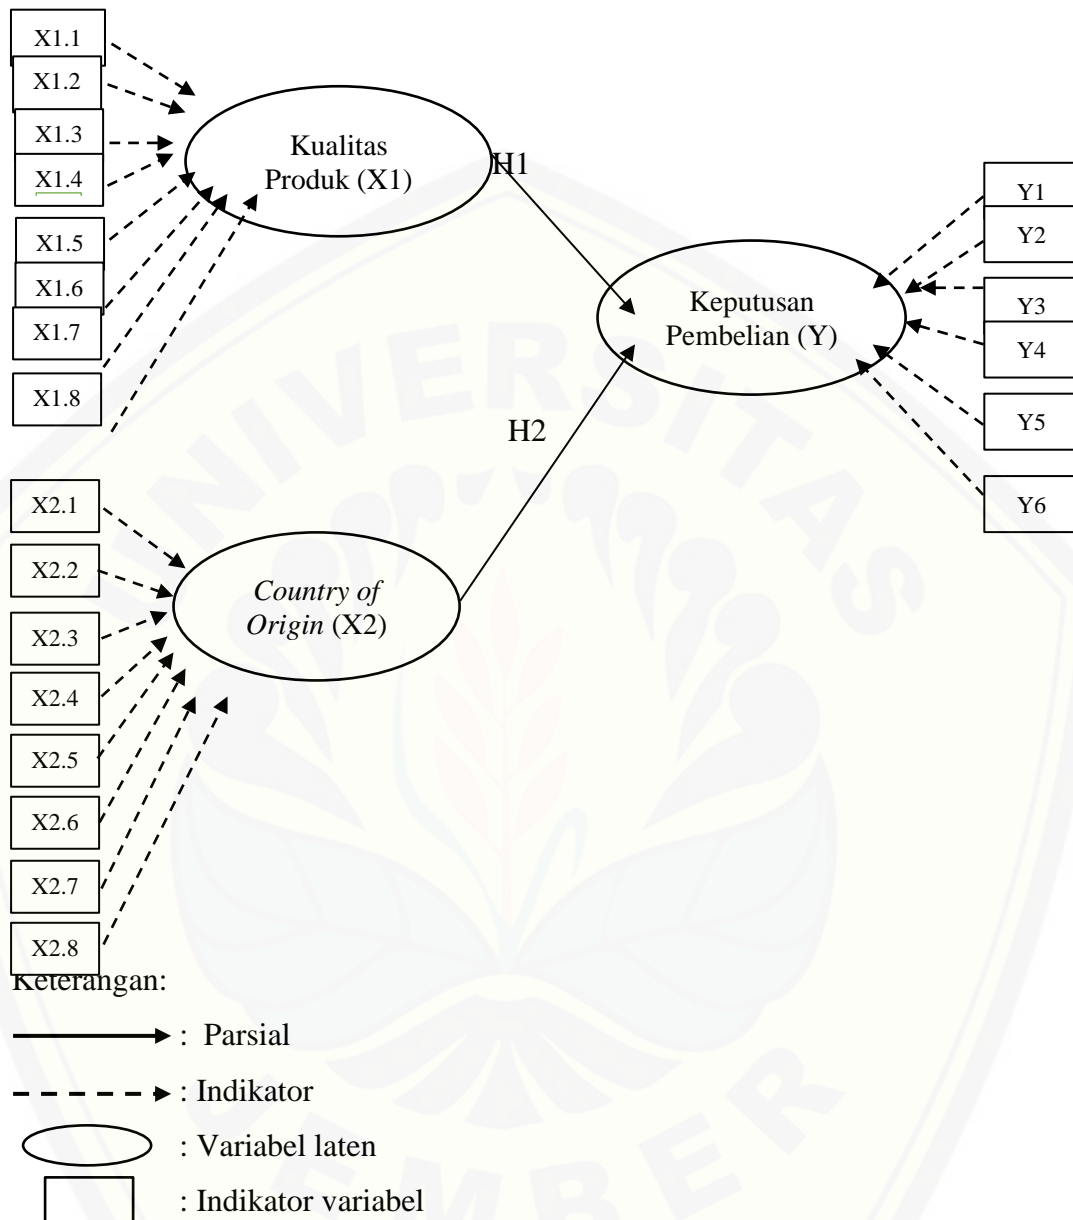 X1.1
X1.2
X1.3
X1.4
X1.5
X1.6
X1.7
X1.8
Kualitas
Produk (X1)
H1
Keputusan
Pembelian (Y)
Y1
Y2
Y3
Y4
Y5
Y6
H2
X2.1
X2.2
X2.3
X2.4
X2.5
X2.6
X2.7
X2.8
Country of
Origin (X2)
UNIVERSITAS
JEMBER
Keterangan:
: Parsial
: Indikator
: Variabel laten
: Indikator variabel